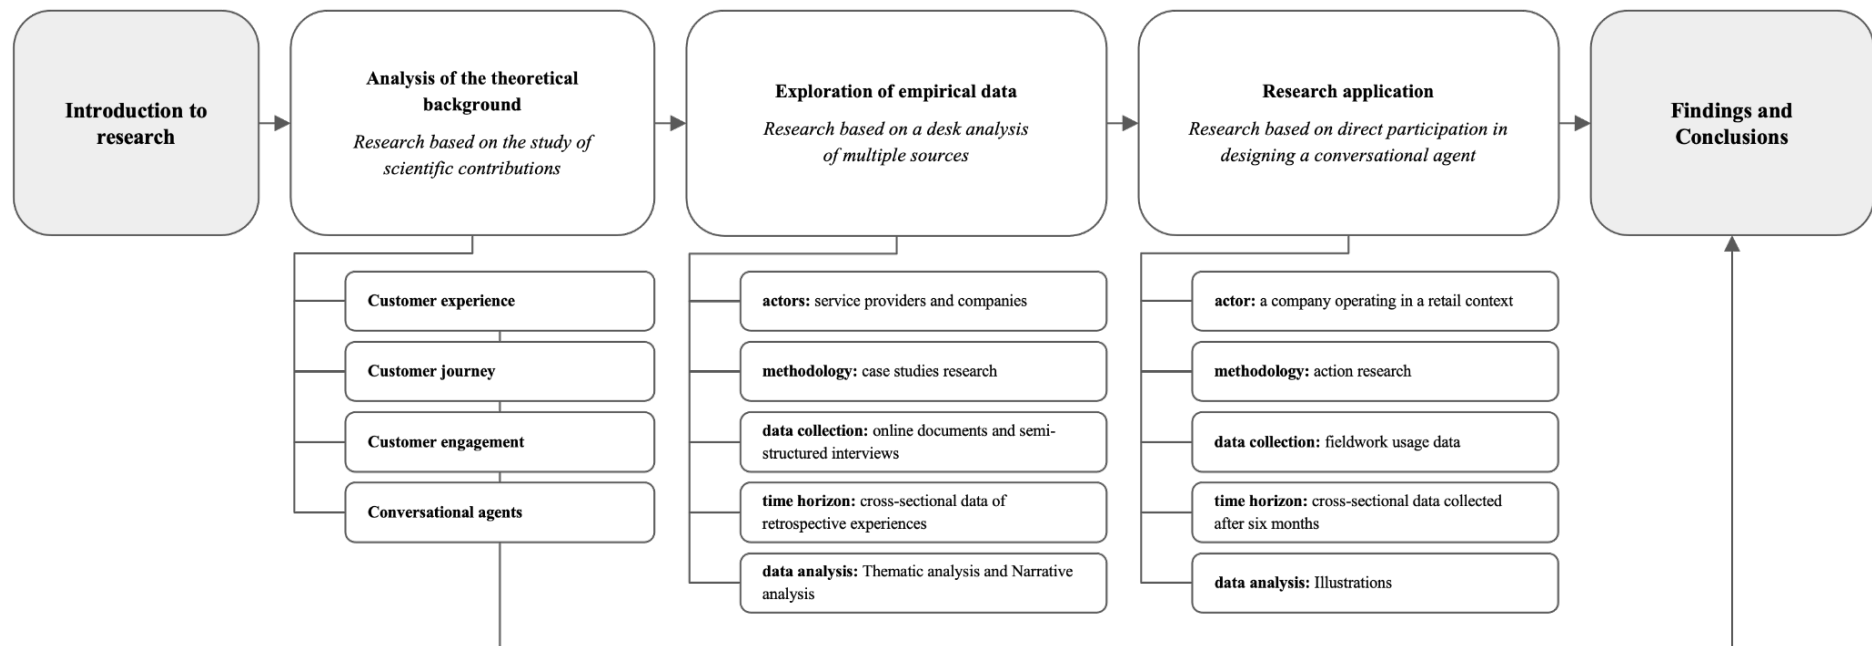 Introduction to
research
Analysis of the theoretical
background
Research based on the study of
scientific contributions
Exploration of empirical data
Research based on a desk analysis
of multiple sources
Research application
Research based on direct participation in
designing a conversational agent
Findings and
Conclusions
Customer experience
Customer journey
Customer engagement
Conversational agents
actors: service providers and companies
methodology: case studies research
data collection: online documents and semi-
structured interviews
time horizon: cross-sectional data of
retrospective experiences
data analysis: Thematic analysis and Narrative
analysis
actor: a company operating in a retail context
methodology: action research
data collection: fieldwork usage data
time horizon: cross-sectional data collected
after six months
data analysis: Illustrations